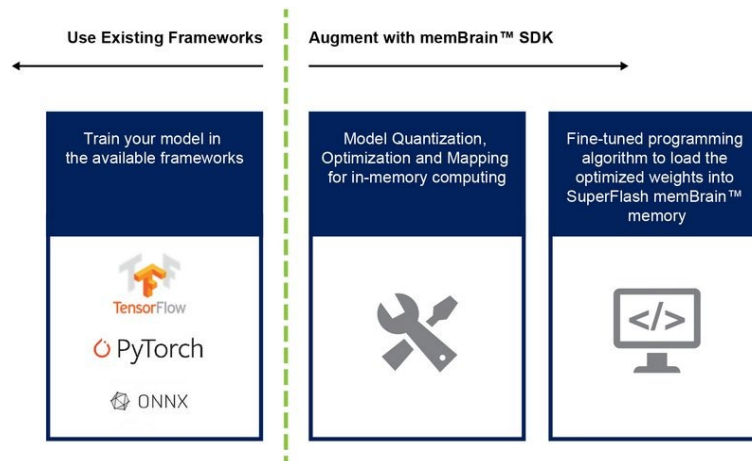 Use Existing Frameworks
Augment with memBrain™ SDK
Train your model in
the available frameworks
TensorFlow
PyTorch
ONNX
Model Quantization,
Optimization and Mapping
for in-memory computing
Fine-tuned programming
algorithm to load the
optimized weights into
SuperFlash memBrain™
memory
</>